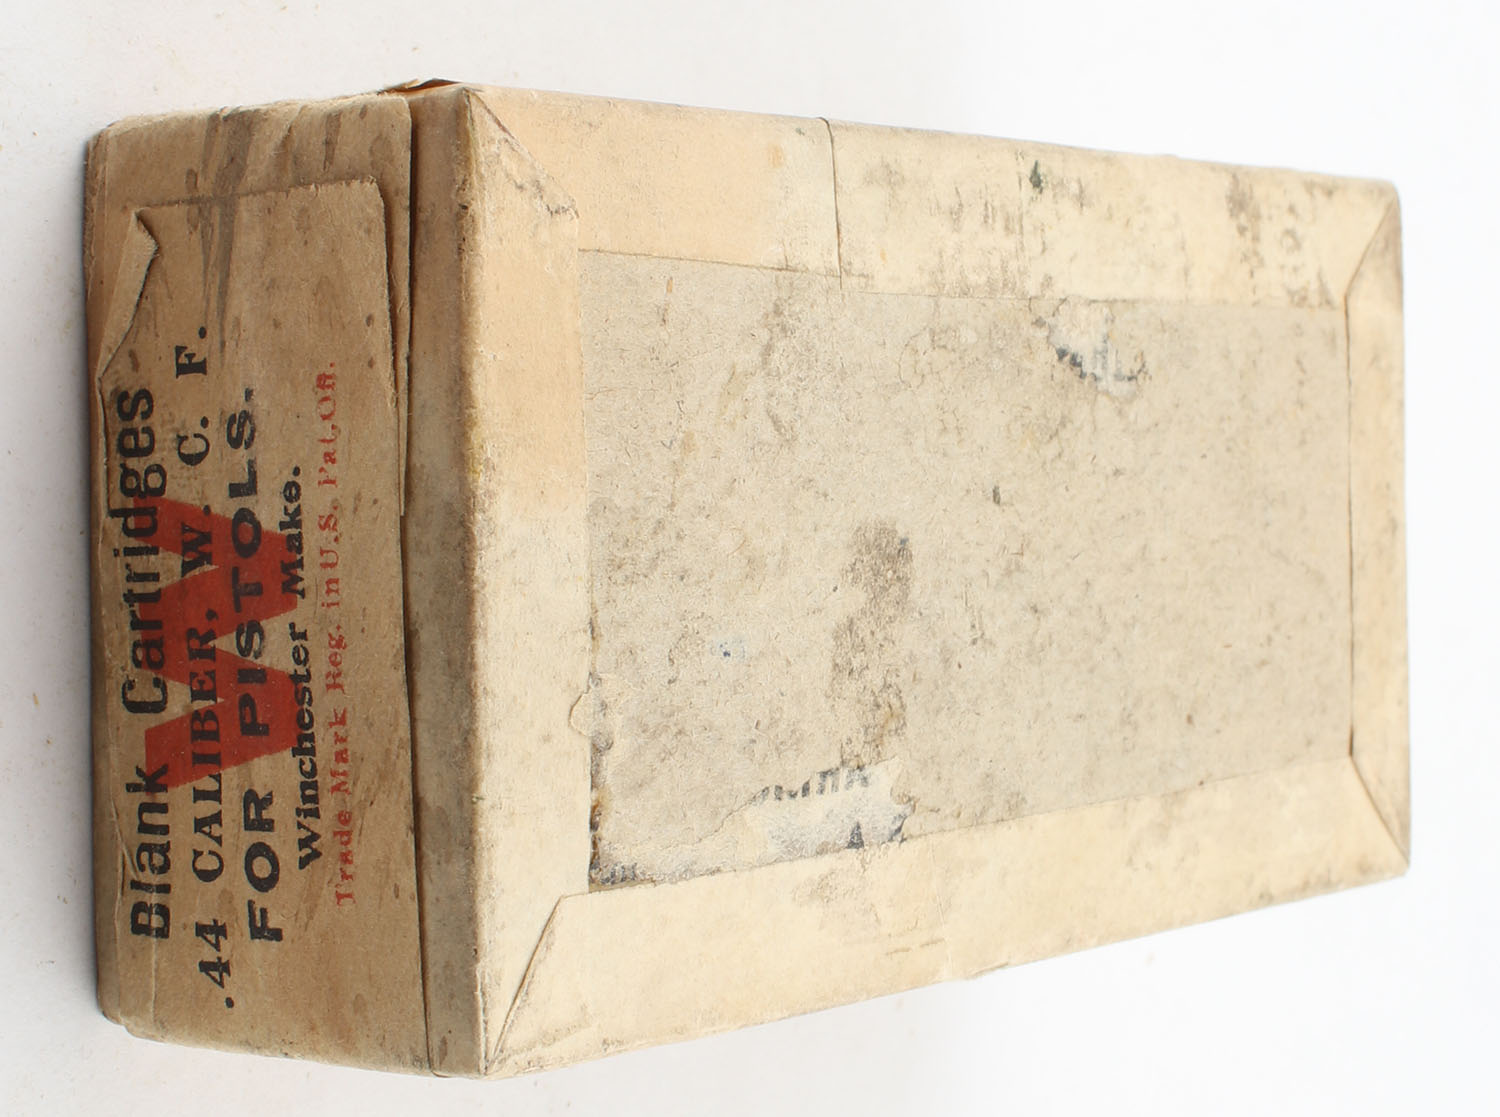 Blank Cartridges
.44 CALIBER, W. C. F.
FOR PISTOLS.
Winchester Make.
Trade Mark Reg. in U.S. Pat. Off.
W